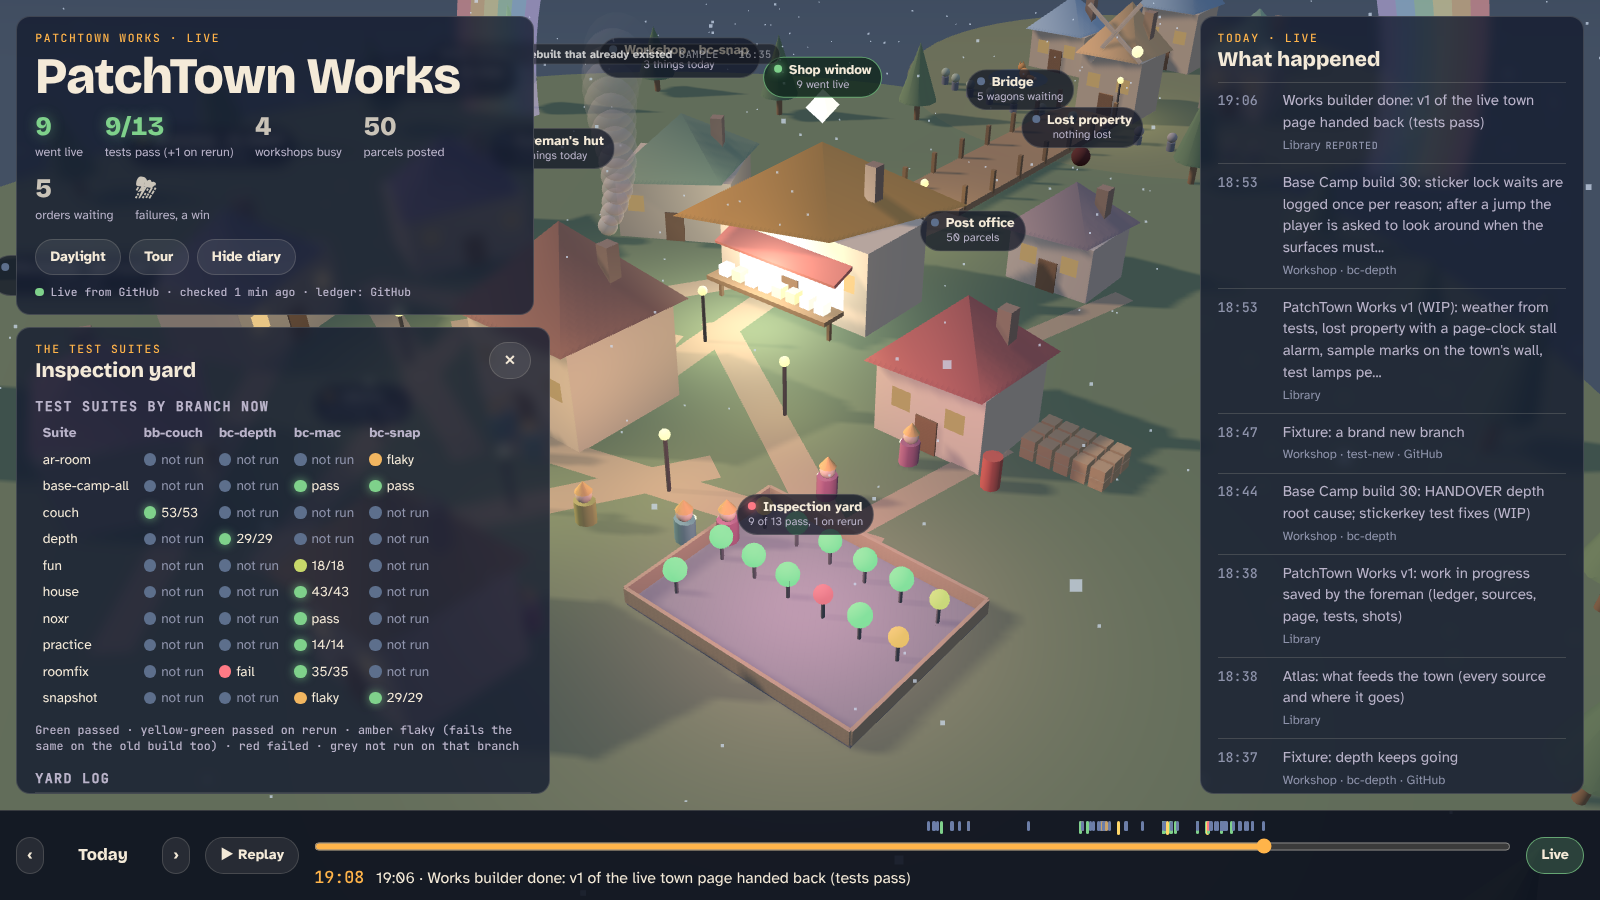 PATCHTOWN WORKS · LIVE
PatchTown Works
9 went live
9/13 tests pass (+1 on rerun)
4 workshops busy
50 parcels posted
5 orders waiting
failures, a win
Daylight
Tour
Hide diary
Live from GitHub · checked 1 min ago · ledger: GitHub
THE TEST SUITES
Inspection yard
×
TEST SUITES BY BRANCH NOW
Suite bb-couch bc-depth bc-mac bc-snap
ar-room not run not run not run flaky
base-camp-all not run not run pass pass
couch 53/53 not run not run not run
depth not run 29/29 not run not run
fun not run not run 18/18 not run
house not run not run 43/43 not run
noxr not run not run pass not run
practice not run not run 14/14 not run
roomfix not run fail 35/35 not run
snapshot not run not run flaky 29/29
Green passed · yellow-green passed on rerun · amber flaky (fails the
same on the old build too) · red failed · grey not run on that branch
YARD LOG
ebuilt that already existed SAMPLE 16:35
Workshop · bc-snap
3 things today
Shop window
9 went live
Bridge
5 wagons waiting
Lost property
nothing lost
eman's hut
ings today
Post office
50 parcels
Inspection yard
9 of 13 pass, 1 on rerun
TODAY · LIVE
What happened
19:06 Works builder done: v1 of the live town
page handed back (tests pass)
Library REPORTED
18:53 Base Camp build 30: sticker lock waits are
logged once per reason; after a jump the
player is asked to look around when the
surfaces must…
Workshop · bc-depth
18:53 PatchTown Works v1 (WIP): weather from
tests, lost property with a page-clock stall
alarm, sample marks on the town's wall,
test lamps pe…
Library
18:47 Fixture: a brand new branch
Workshop · test-new · GitHub
18:44 Base Camp build 30: HANDOVER depth
root cause; stickerkey test fixes (WIP)
Workshop · bc-depth
18:38 PatchTown Works v1: work in progress
saved by the foreman (ledger, sources,
page, tests, shots)
Library
18:38 Atlas: what feeds the town (every source
and where it goes)
Library
18:37 Fixture: depth keeps going
Workshop · bc-depth · GitHub
‹
Today
›
▶ Replay
19:08 19:06 · Works builder done: v1 of the live town page handed back (tests pass)
Live